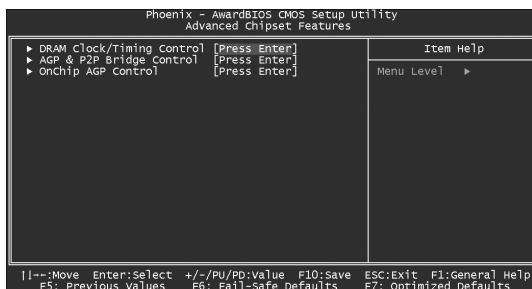 Phoenix - AwardBIOS CMOS Setup Utility
Advanced Chipset Features
▶ DRAM Clock/Timing Control [Press Enter]
▶ AGP & P2P Bridge Control [Press Enter]
▶ OnChip AGP Control [Press Enter]
Item Help
Menu Level ▶
↑↓→←:Move Enter:Select +/-/PU/PD:Value F10:Save ESC:Exit F1:General Help
F5: Previous Values F6: Fail-Safe Defaults F7: Optimized Defaults